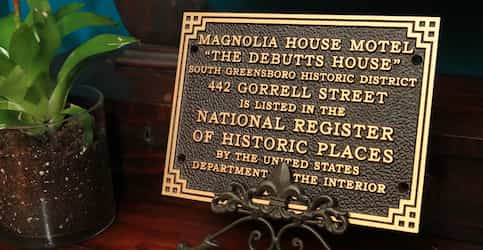 MAGNOLIA HOUSE MOTEL
"THE DEBUTTS HOUSE"
SOUTH GREENSBORO HISTORIC DISTRICT
442 GORRELL STREET
IS LISTED IN THE
NATIONAL REGISTER
OF HISTORIC PLACES
BY THE UNITED STATES
DEPARTMENT THE INTERIOR